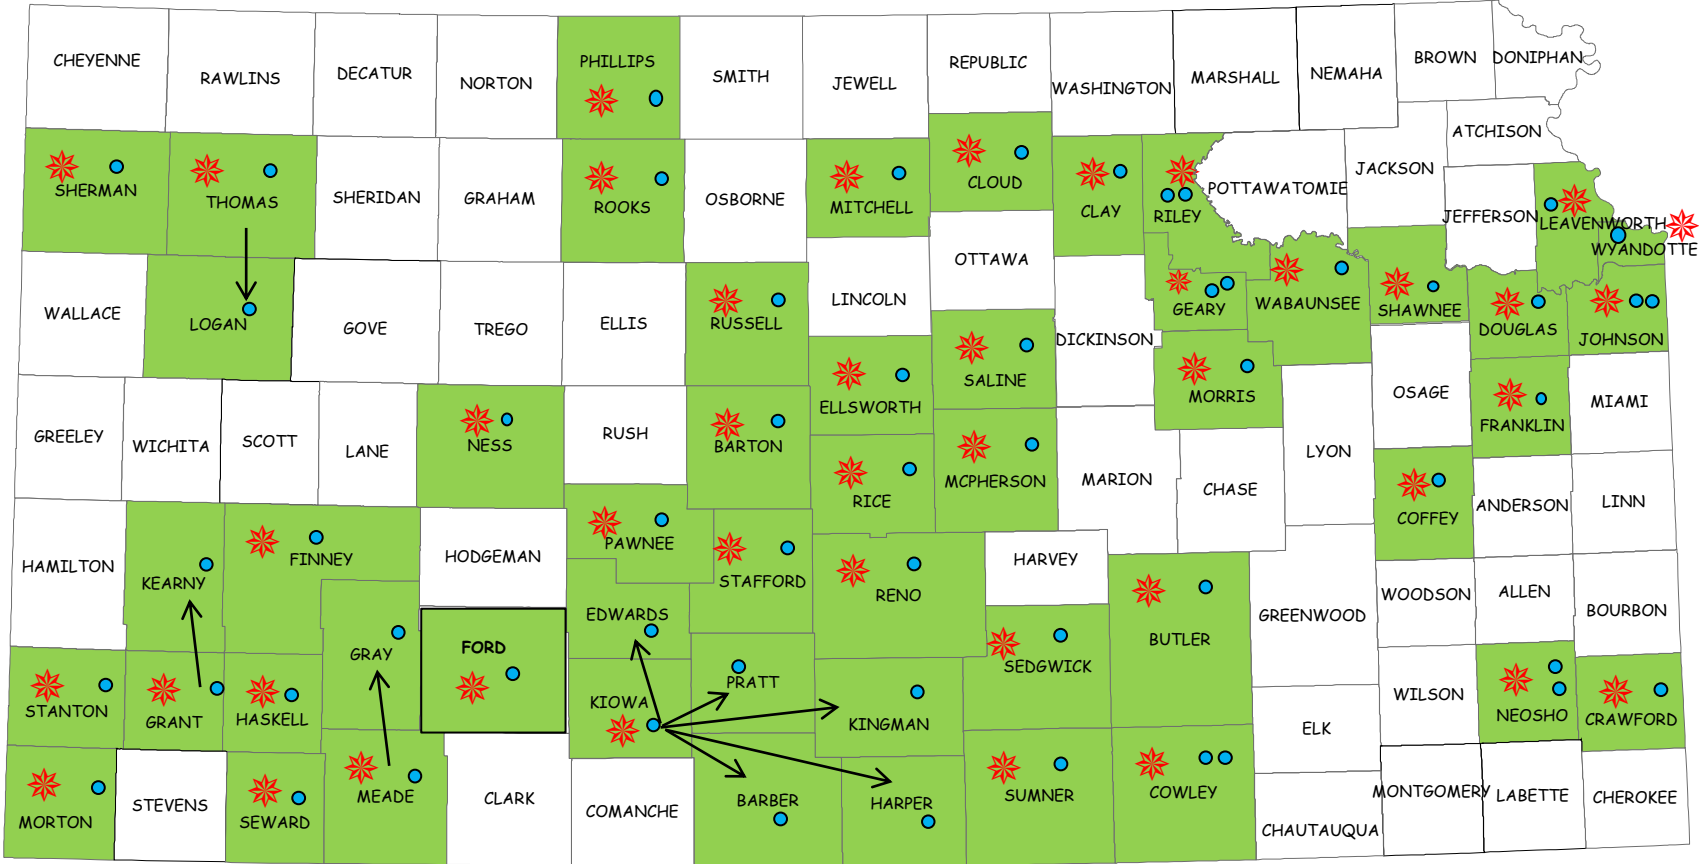 CHEYENNE
RAWLINS
DECATUR
NORTON
PHILLIPS
SMITH
JEWELL
REPUBLIC
WASHINGTON
MARSHALL
NEMAHA
BROWN
DONIPHAN
SHERMAN
THOMAS
SHERIDAN
GRAHAM
ROOKS
OSBORNE
MITCHELL
CLOUD
CLAY
RILEY
POTTAWATOMIE
JACKSON
ATCHISON
JEFFERSON
LEAVENWORTH
WYANDOTTE
WALLACE
LOGAN
GOVE
TREGO
ELLIS
RUSSELL
LINCOLN
OTTAWA
DICKINSON
GEARY
WABAUNSEE
SHAWNEE
DOUGLAS
JOHNSON
GREELEY
WICHITA
SCOTT
LANE
NESS
RUSH
BARTON
ELLSWORTH
SALINE
MORRIS
OSAGE
FRANKLIN
MIAMI
RICE
MCPHERSON
MARION
CHASE
LYON
COFFEY
ANDERSON
LINN
HAMILTON
KEARNY
FINNEY
HODGEMAN
PAWNEE
STAFFORD
RENO
HARVEY
BUTLER
GREENWOOD
WOODSON
ALLEN
BOURBON
GRAY
FORD
EDWARDS
SEDGWICK
STANTON
GRANT
HASKELL
KIOWA
PRATT
KINGMAN
ELK
WILSON
NEOSHO
CRAWFORD
MORTON
STEVENS
SEWARD
MEADE
CLARK
COMANCHE
BARBER
HARPER
SUMNER
COWLEY
CHAUTAUQUA
MONTGOMERY
LABETTE
CHEROKEE